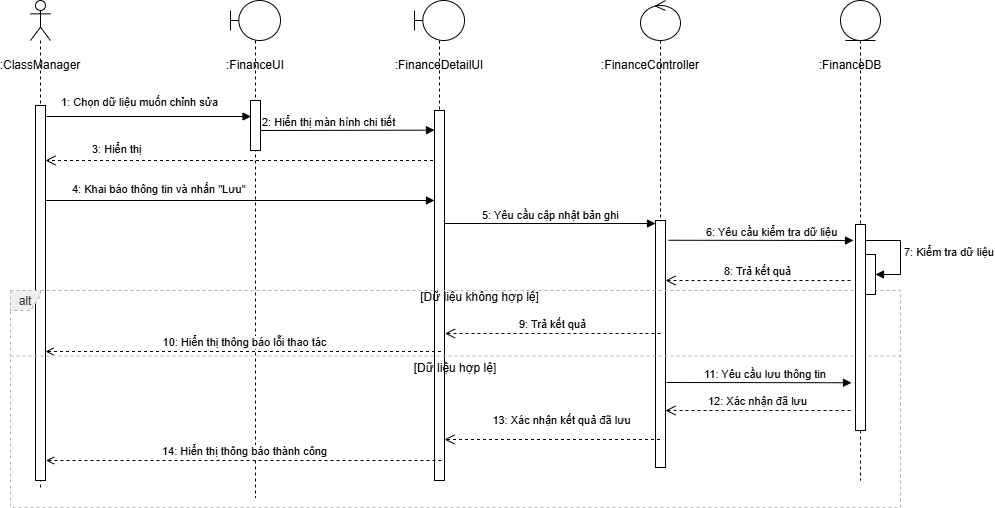 :ClassManager
:FinanceUI
:FinanceDetailUI
:FinanceController
:FinanceDB
1: Chọn dữ liệu muốn chỉnh sửa
2: Hiển thị màn hình chi tiết
3: Hiển thị
4: Khai báo thông tin và nhấn "Lưu"
5: Yêu cầu cập nhật bản ghi
6: Yêu cầu kiểm tra dữ liệu
7: Kiểm tra dữ liệu
8: Trả kết quả
alt
[Dữ liệu không hợp lệ]
9: Trả kết quả
10: Hiển thị thông báo lỗi thao tác
[Dữ liệu hợp lệ]
11: Yêu cầu lưu thông tin
12: Xác nhận đã lưu
13: Xác nhận kết quả đã lưu
14: Hiển thị thông báo thành công